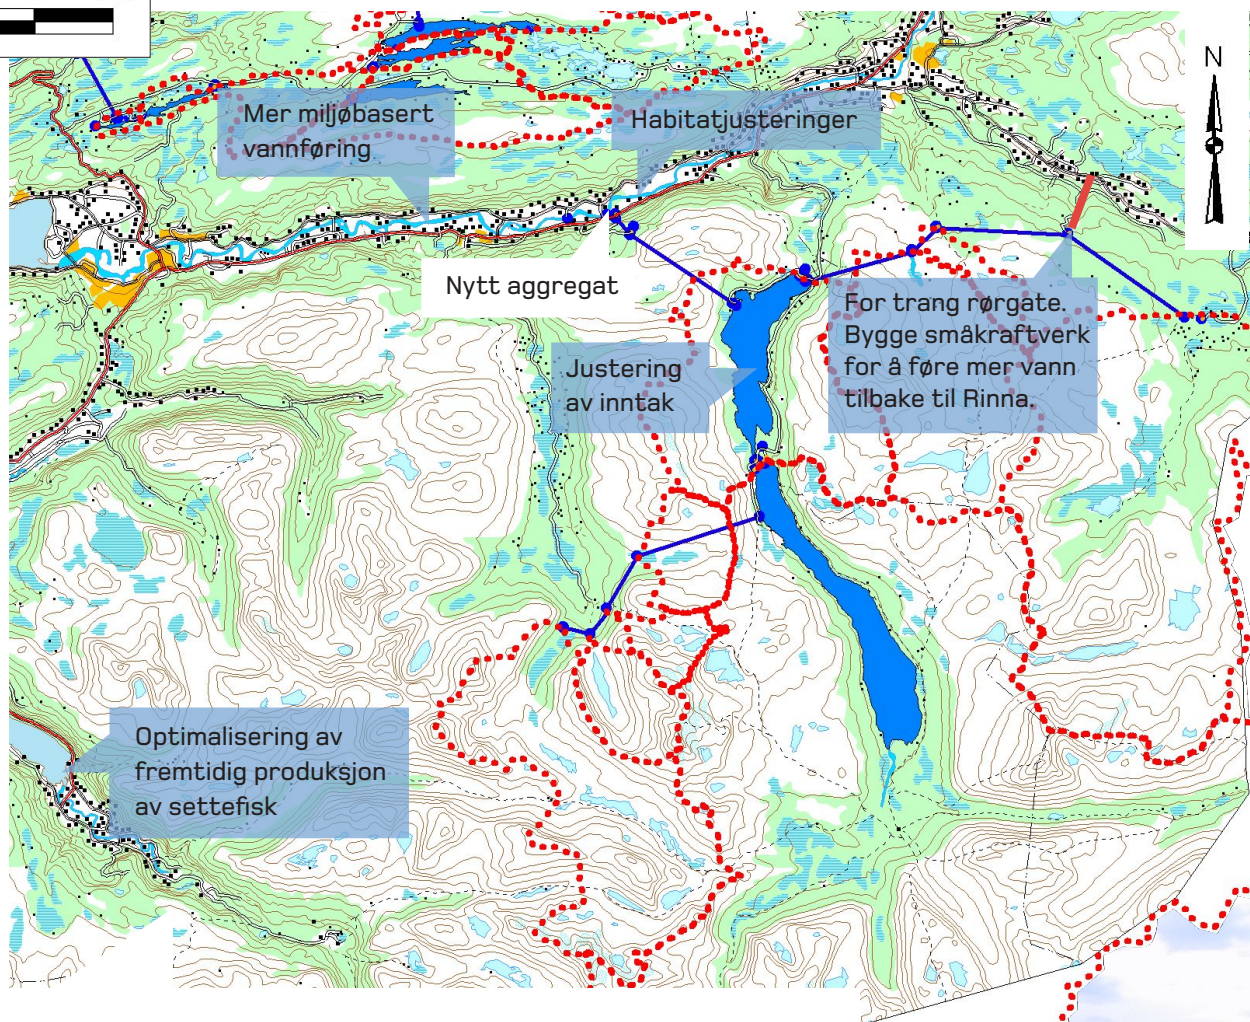 N
Mer miljøbasert
vannføring
Habitatjusteringer
Nytt aggregat
For trang rørgate.
Bygge småkraftverk
for å føre mer vann
tilbake til Rinna.
Justering
av inntak
Optimalisering av
fremtidig produksjon
av settefisk